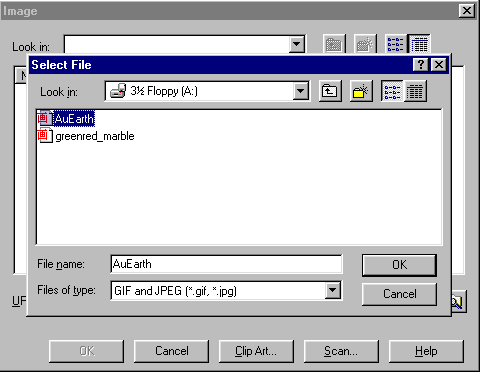 Image
Look in:
Select File
Look in: 3½ Floppy (A:)
AuEarth
greenred_marble
File name: AuEarth
OK
Files of type: GIF and JPEG (*.gif, *.jpg)
Cancel
OK Cancel Clip Art... Scan... Help